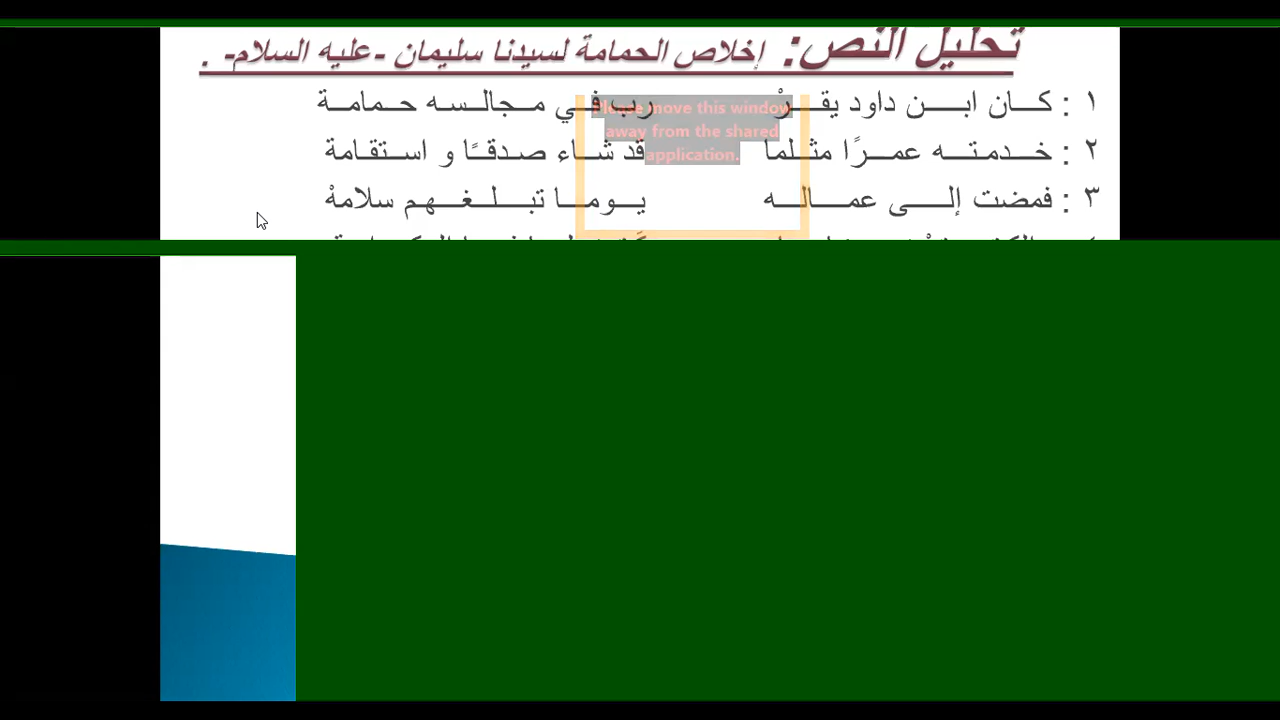 تحليل النص: إخلاص الحمامة لسيدنا سليمان -عليه السلام- .
١ : كان ابن داود يقرْ رب في مجالسه حمامة
٢ : خدمته عمرًا مثلما قد شاء صدقًا و استقامة
٣ : فمضت إلى عماله يوما تبلغهم سلامهْ
Please move this window
away from the shared
application.